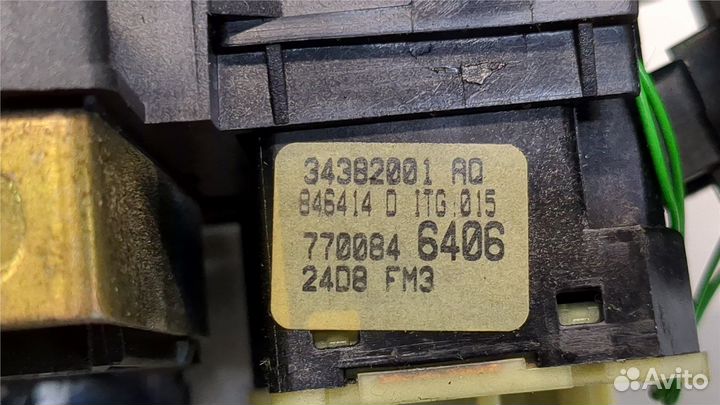 34382001 AQ
846414 D ITG.015
770084 6406
24D8 FM3
Avito